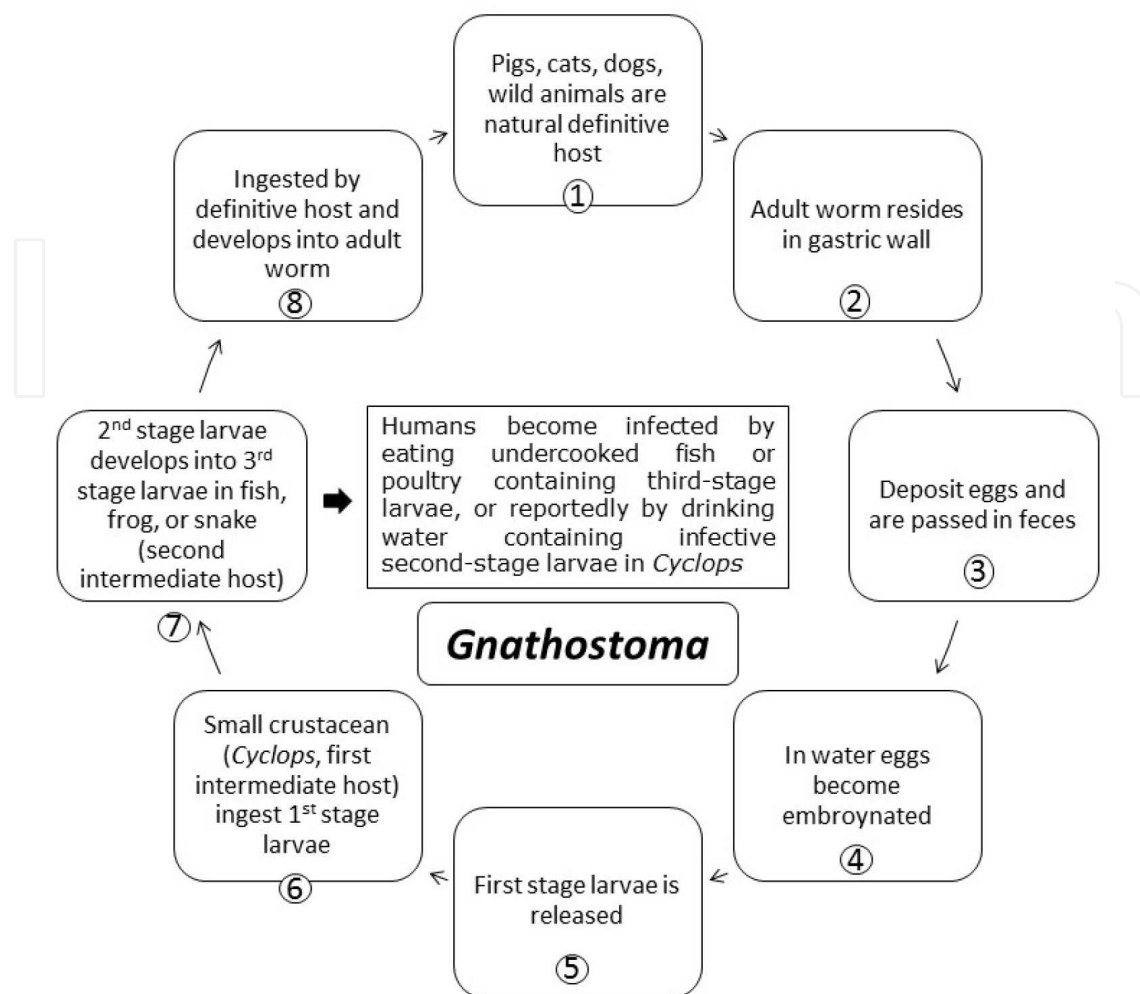 Pigs, cats, dogs,
wild animals are
natural definitive
host
①
Adult worm resides
in gastric wall
②
Deposit eggs and
are passed in feces
③
In water eggs
become
embroynated
④
First stage larvae is
released
⑤
Small crustacean
(Cyclops, first
intermediate host)
ingest 1st stage
larvae
⑥
2nd stage larvae
develops into 3rd
stage larvae in fish,
frog, or snake
(second
intermediate host)
⑦
Ingested by
definitive host and
develops into adult
worm
⑧
Humans become infected by
eating undercooked fish or
poultry containing third-stage
larvae, or reportedly by drinking
water containing infective
second-stage larvae in Cyclops
Gnathostoma